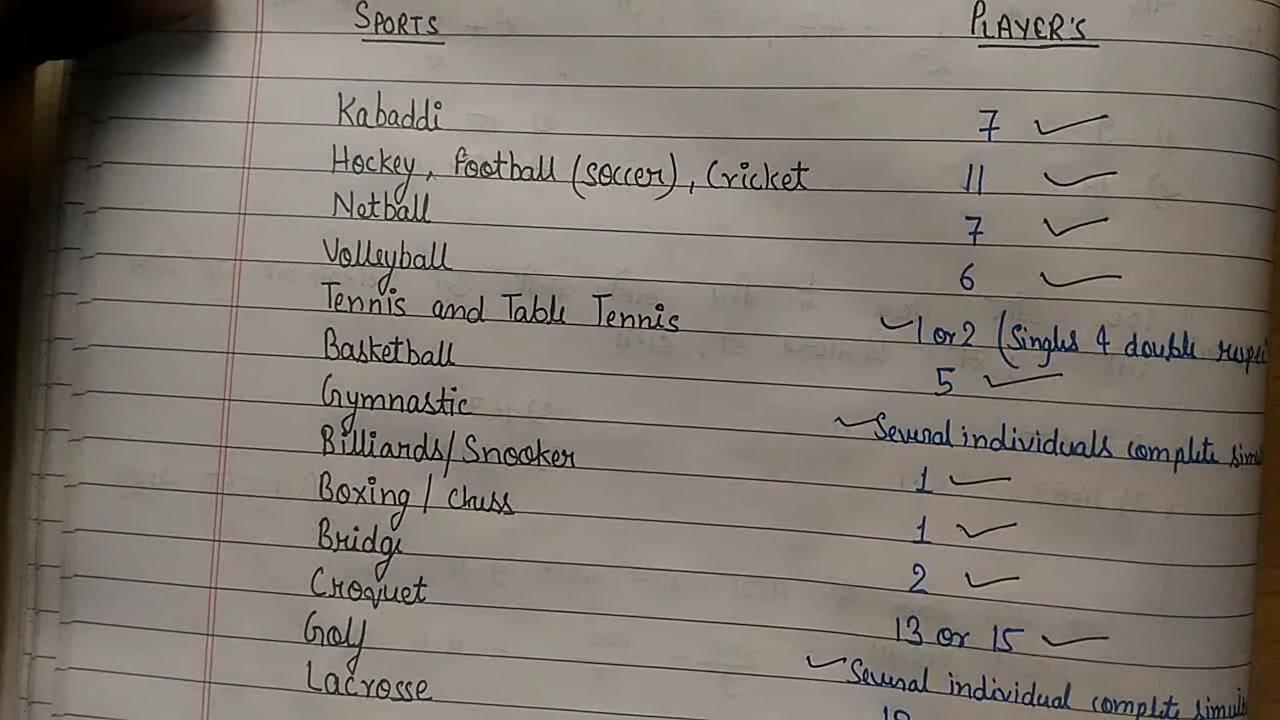 SPORTS PLAYER'S
Kabaddi 7
Hockey, football (soccer), Cricket 11
Netball 7
Volleyball 6
Tennis and Table Tennis 1 or 2 (Singles & double
Basketball 5
Gymnastic Several individuals complete
Billiards/Snooker 1
Boxing / Chess 1
Bridge 2
Croquet 13 or 15
Golf Several individual complete
Lacrosse